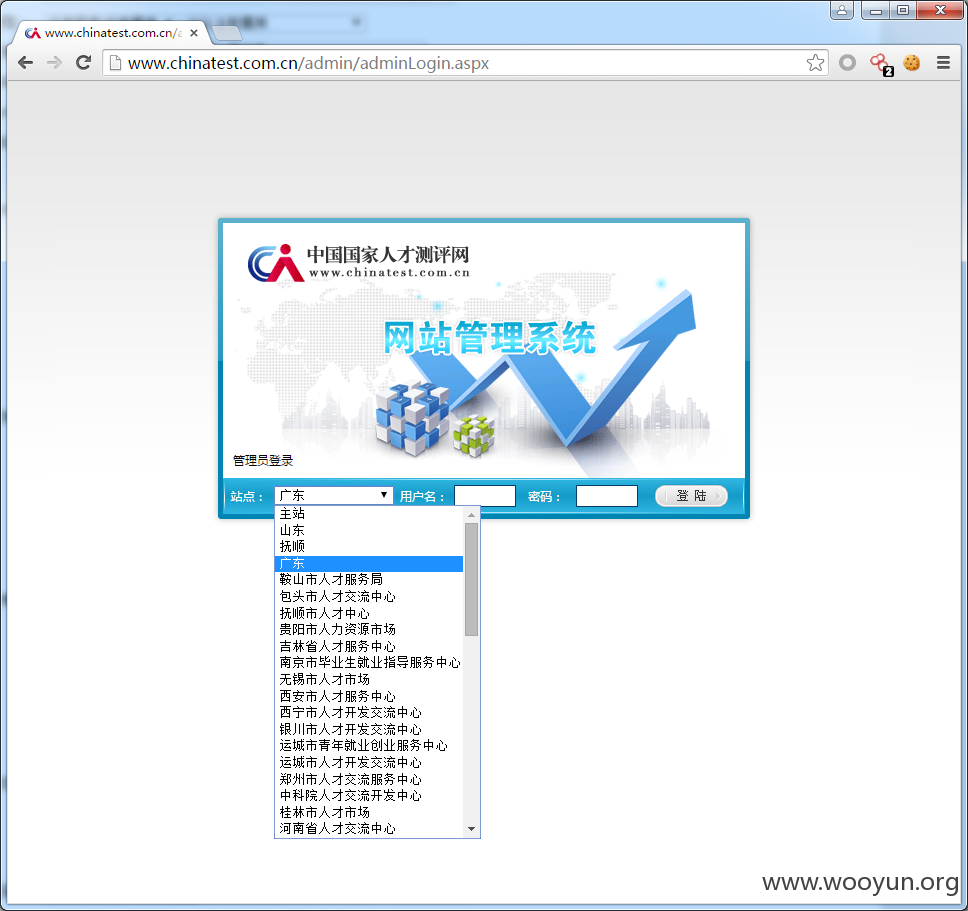 www.chinatest.com.cn/a
www.chinatest.com.cn/admin/adminLogin.aspx
2
中国国家人才测评网
www.chinatest.com.cn
网站管理系统
管理员登录
站点： 广东 用户名： 密码： 登 陆
主站
山东
抚顺
广东
鞍山市人才服务局
包头市人才交流中心
抚顺市人才中心
贵阳市人力资源市场
吉林省人才服务中心
南京市毕业生就业指导服务中心
无锡市人才市场
西安市人才服务中心
西宁市人才开发交流中心
银川市人才开发交流中心
运城市青年就业创业服务中心
运城市人才开发交流中心
郑州市人才交流服务中心
中科院人才交流开发中心
桂林市人才市场
河南省人才交流中心
www.wooyun.org